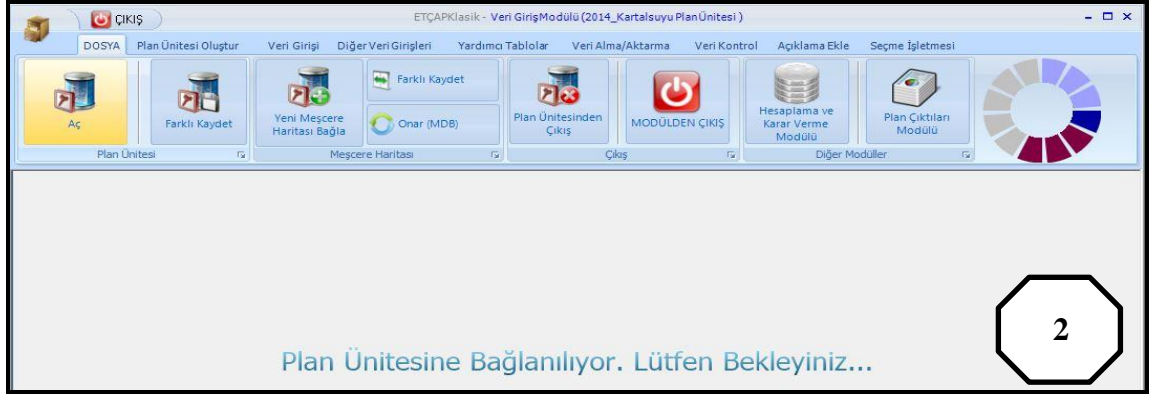 ÇIKIŞ
ETÇAPKlasik - Veri GirişModülü (2014_Kartalsuyu PlanÜnitesi )
DOSYA Plan Ünitesi Oluştur Veri Girişi Diğer Veri Girişleri Yardımcı Tablolar Veri Alma/Aktarma Veri Kontrol Açıklama Ekle Seçme İşletmesi
Aç
Farklı Kaydet
Plan Ünitesi
Yeni Meşcere
Haritası Bağla
Farklı Kaydet
Onar (MDB)
Meşcere Haritası
Plan Ünitesinden
Çıkış
MODÜLDEN ÇIKIŞ
Çıkış
Hesaplama ve
Karar Verme
Modülü
Plan Çıktıları
Modülü
Diğer Modüller
Plan Ünitesine Bağlanılıyor. Lütfen Bekleyiniz...
2